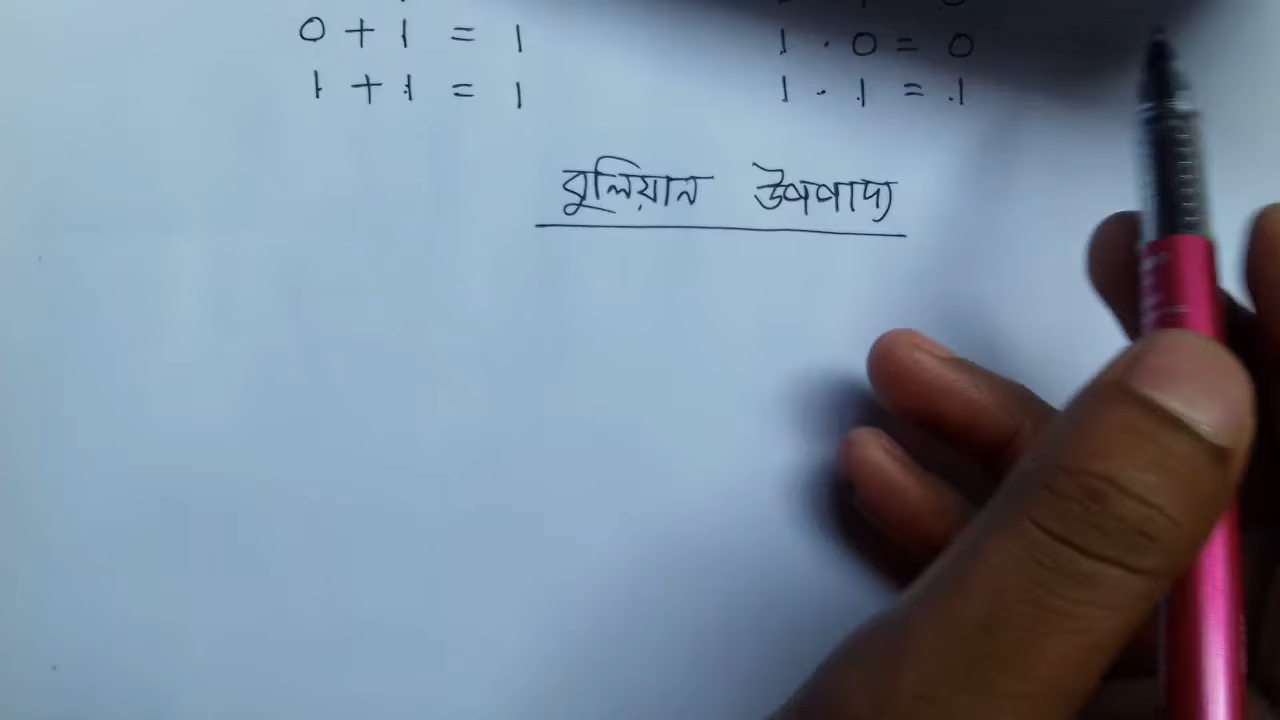 0 + 1 = 1 1 . 0 = 0
1 + 1 = 1 1 . 1 = 1
বুলিয়ান উপপাদ্য